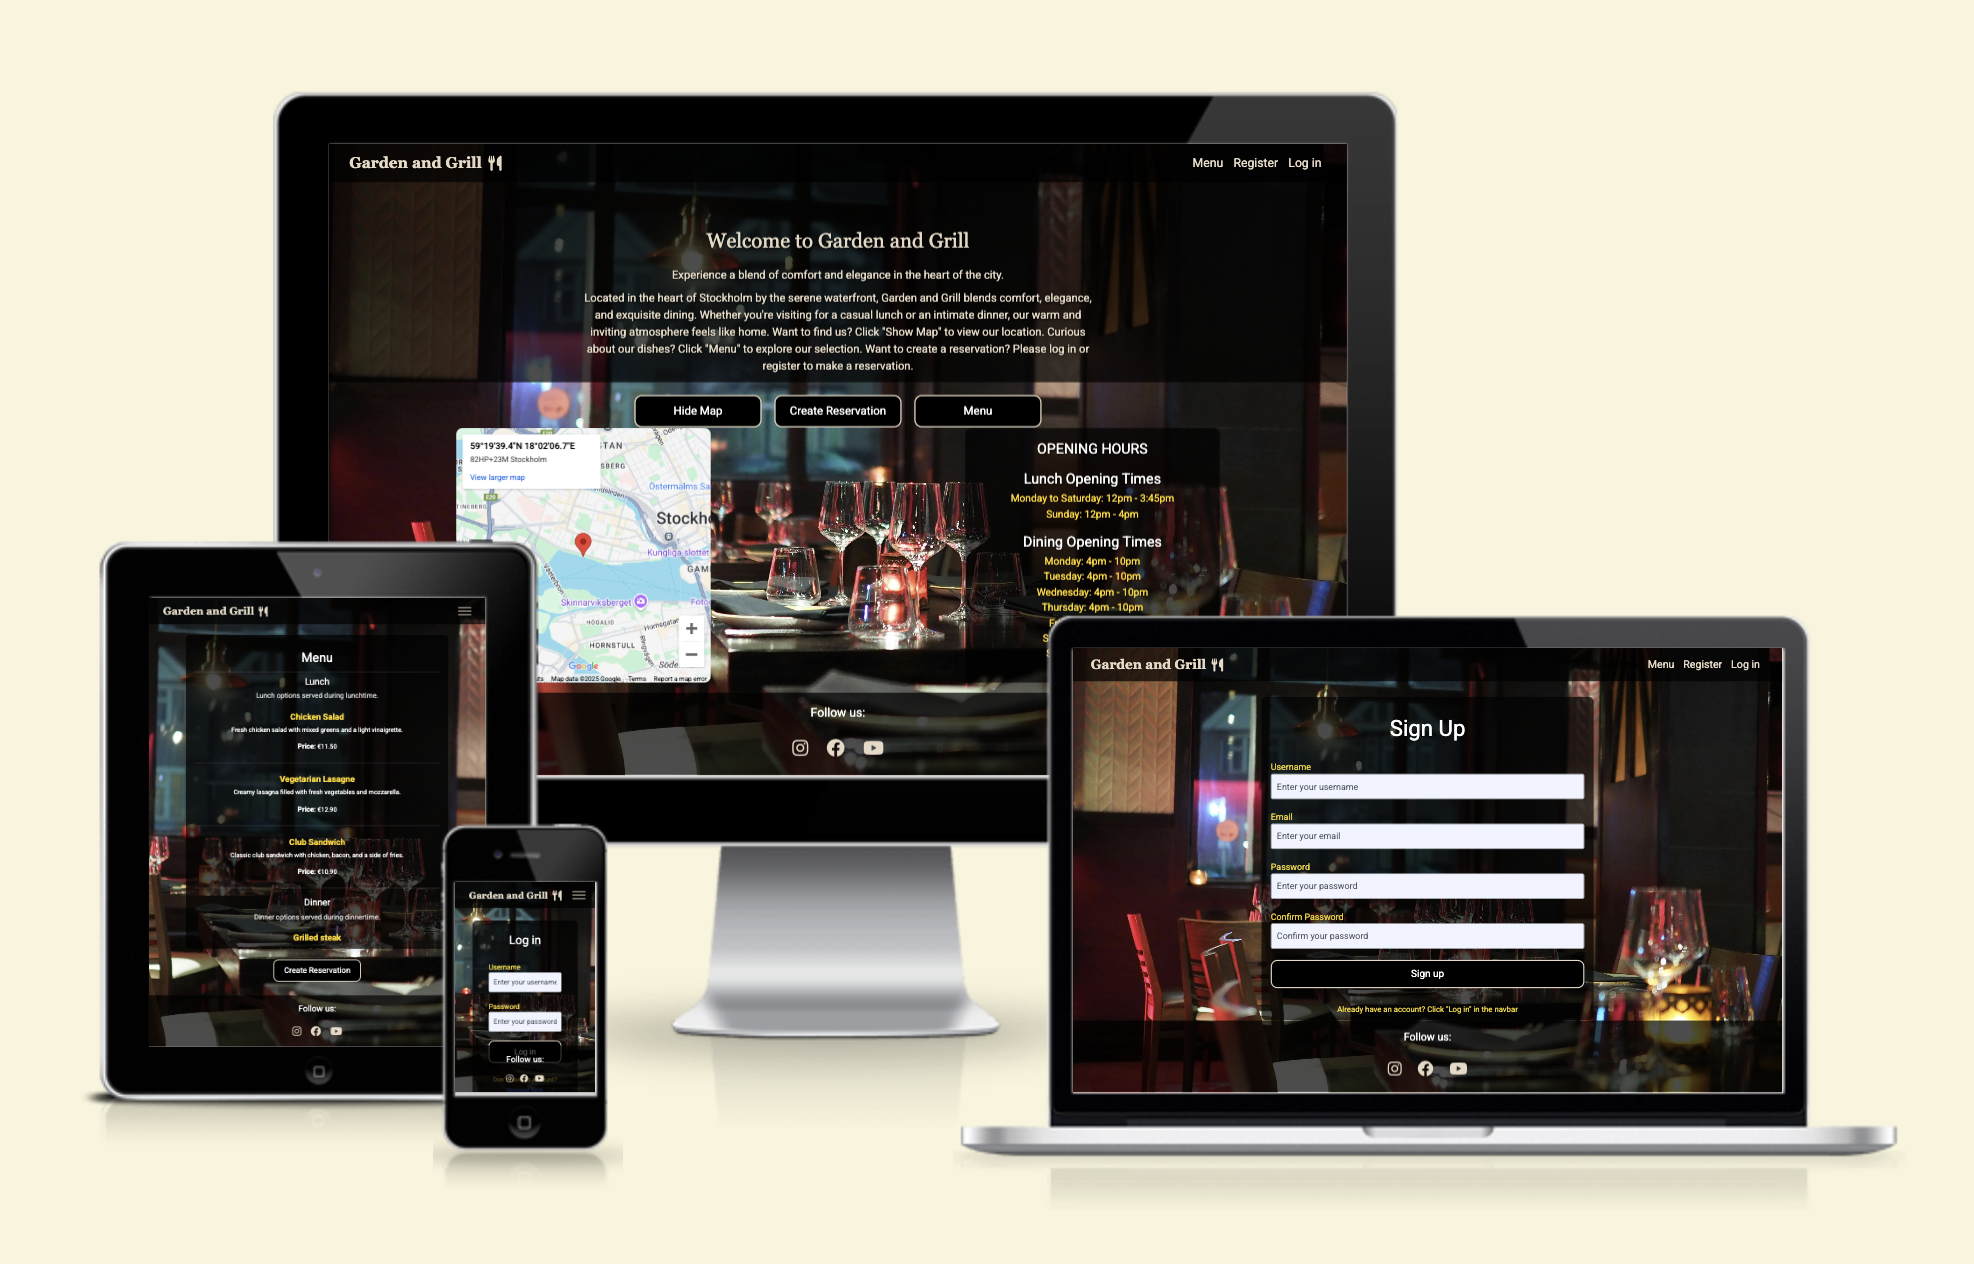 Garden and Grill
Menu Register Log in
Welcome to Garden and Grill
Experience a blend of comfort and elegance in the heart of the city.
Located in the heart of Stockholm by the serene waterfront, Garden and Grill blends comfort, elegance,
and exquisite dining. Whether you're visiting for a casual lunch or an intimate dinner, our warm and
inviting atmosphere feels like home. Want to find us? Click "Show Map" to view our location. Curious
about our dishes? Click "Menu" to explore our selection. Want to create a reservation? Please log in or
register to make a reservation.
Hide Map
Create Reservation
Menu
59°19'39.4"N 18°02'06.7"E
82HP+23M Stockholm
View larger map
STAN
SBERG
Östermalms Sa
E20
TINEBERG
Stockho
Kungliga slottet
GAM
Västerbron
Skinnarviksberget
Foto
HÖGALID
Hornsgatan
HORNSTULL
Ringvägen
Söde
Google
Map data ©2025 Google Terms Report a map error
OPENING HOURS
Lunch Opening Times
Monday to Saturday: 12pm - 3:45pm
Sunday: 12pm - 4pm
Dining Opening Times
Monday: 4pm - 10pm
Tuesday: 4pm - 10pm
Wednesday: 4pm - 10pm
Thursday: 4pm - 10pm
Follow us:
Garden and Grill
Menu
Lunch
Lunch options served during lunchtime.
Chicken Salad
Fresh chicken salad with mixed greens and a light vinaigrette.
Price: €11.50
Vegetarian Lasagne
Creamy lasagna filled with fresh vegetables and mozzarella.
Price: €12.90
Club Sandwich
Classic club sandwich with chicken, bacon, and a side of fries.
Price: €10.90
Dinner
Dinner options served during dinnertime.
Grilled steak
Create Reservation
Follow us:
Garden and Grill
Log in
Username
Enter your username
Password
Enter your password
Log in
Follow us:
Garden and Grill
Menu Register Log in
Sign Up
Username
Enter your username
Email
Enter your email
Password
Enter your password
Confirm Password
Confirm your password
Sign up
Already have an account? Click "Log in" in the navbar
Follow us: